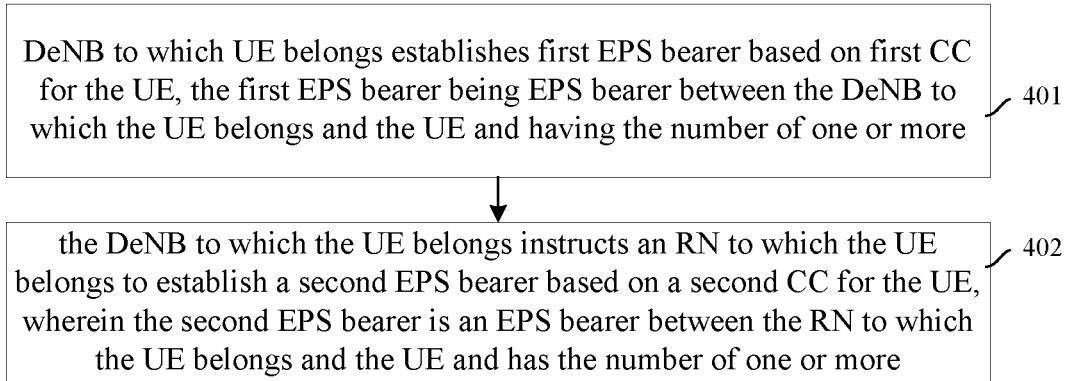 DeNB to which UE belongs establishes first EPS bearer based on first CC
for the UE, the first EPS bearer being EPS bearer between the DeNB to
which the UE belongs and the UE and having the number of one or more
401
the DeNB to which the UE belongs instructs an RN to which the UE
belongs to establish a second EPS bearer based on a second CC for the UE,
wherein the second EPS bearer is an EPS bearer between the RN to which
the UE belongs and the UE and has the number of one or more
402